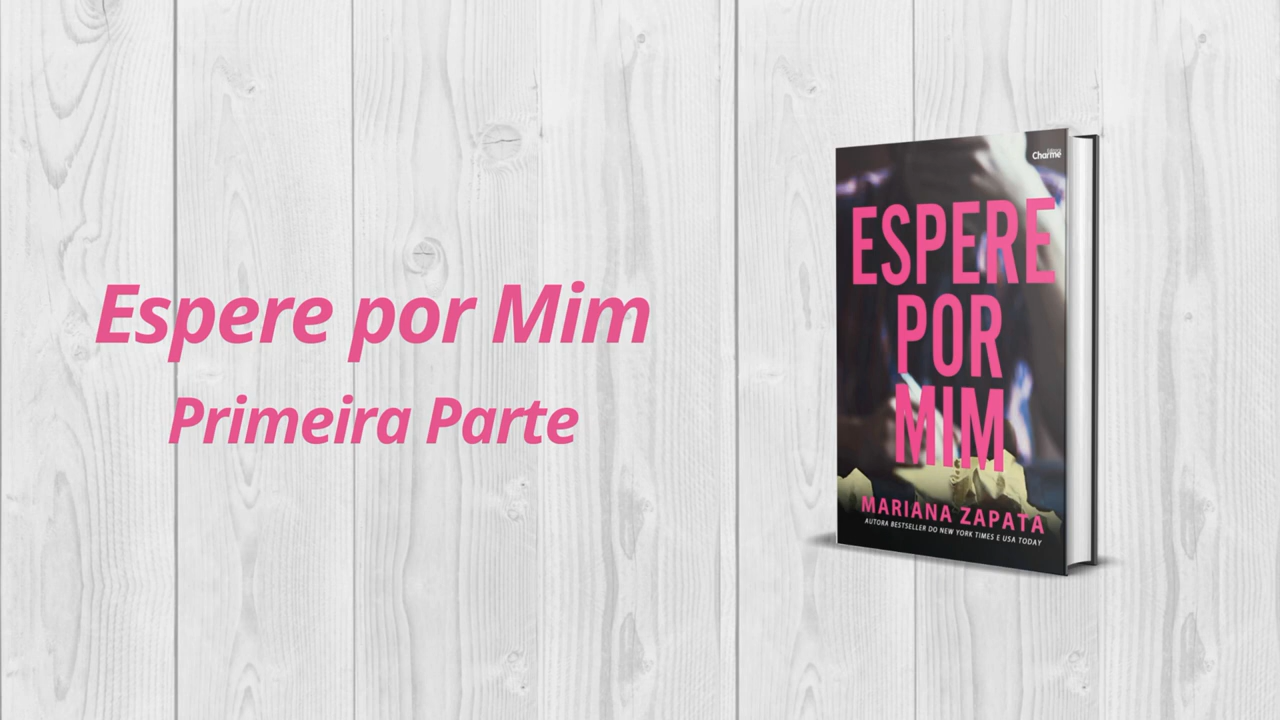 Espere por Mim
Primeira Parte
Editora
Charme
ESPERE
POR
MIM
MARIANA ZAPATA
AUTORA BESTSELLER DO NEW YORK TIMES E USA TODAY